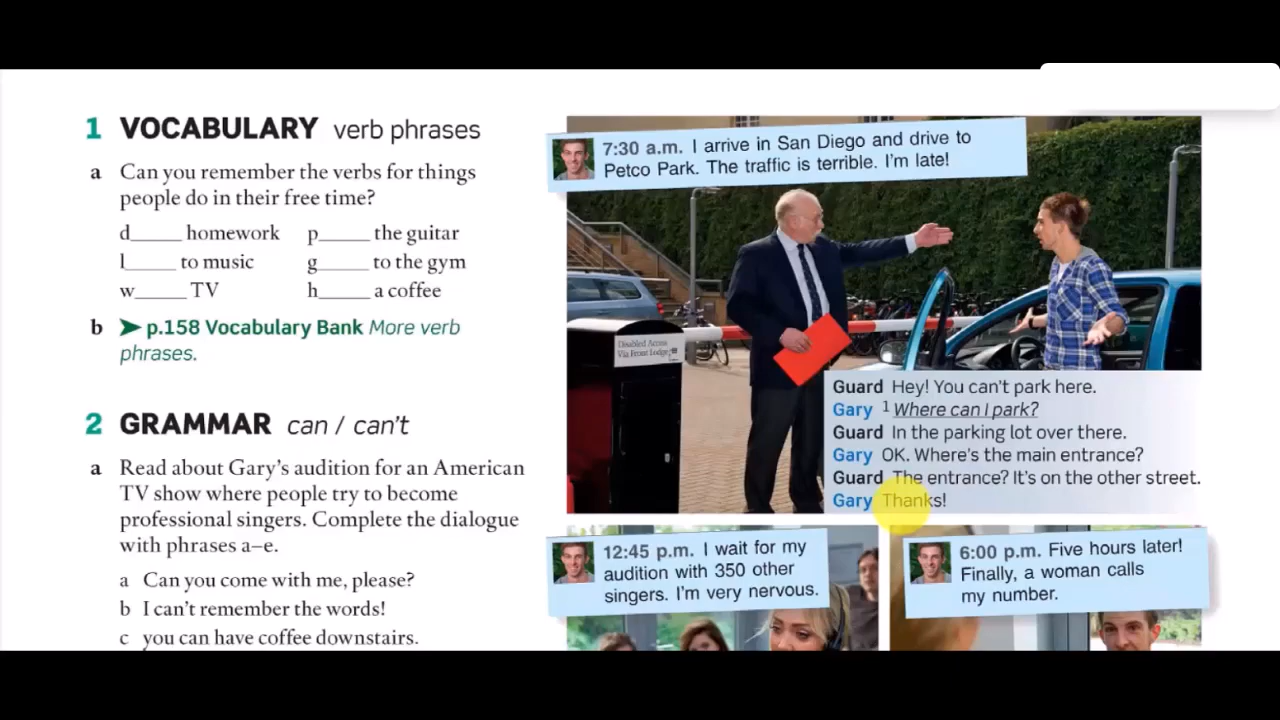 1 VOCABULARY verb phrases
a Can you remember the verbs for things
people do in their free time?
d_____ homework p_____ the guitar
l_____ to music g_____ to the gym
w_____ TV h_____ a coffee
b ➤ p.158 Vocabulary Bank More verb
phrases.
2 GRAMMAR can / can't
a Read about Gary's audition for an American
TV show where people try to become
professional singers. Complete the dialogue
with phrases a–e.
a Can you come with me, please?
b I can't remember the words!
c you can have coffee downstairs.
7:30 a.m. I arrive in San Diego and drive to
Petco Park. The traffic is terrible. I'm late!
Disabled Access
Via Front Lodge
Guard Hey! You can't park here.
Gary 1 Where can I park?
Guard In the parking lot over there.
Gary OK. Where's the main entrance?
Guard The entrance? It's on the other street.
Gary Thanks!
12:45 p.m. I wait for my
audition with 350 other
singers. I'm very nervous.
6:00 p.m. Five hours later!
Finally, a woman calls
my number.